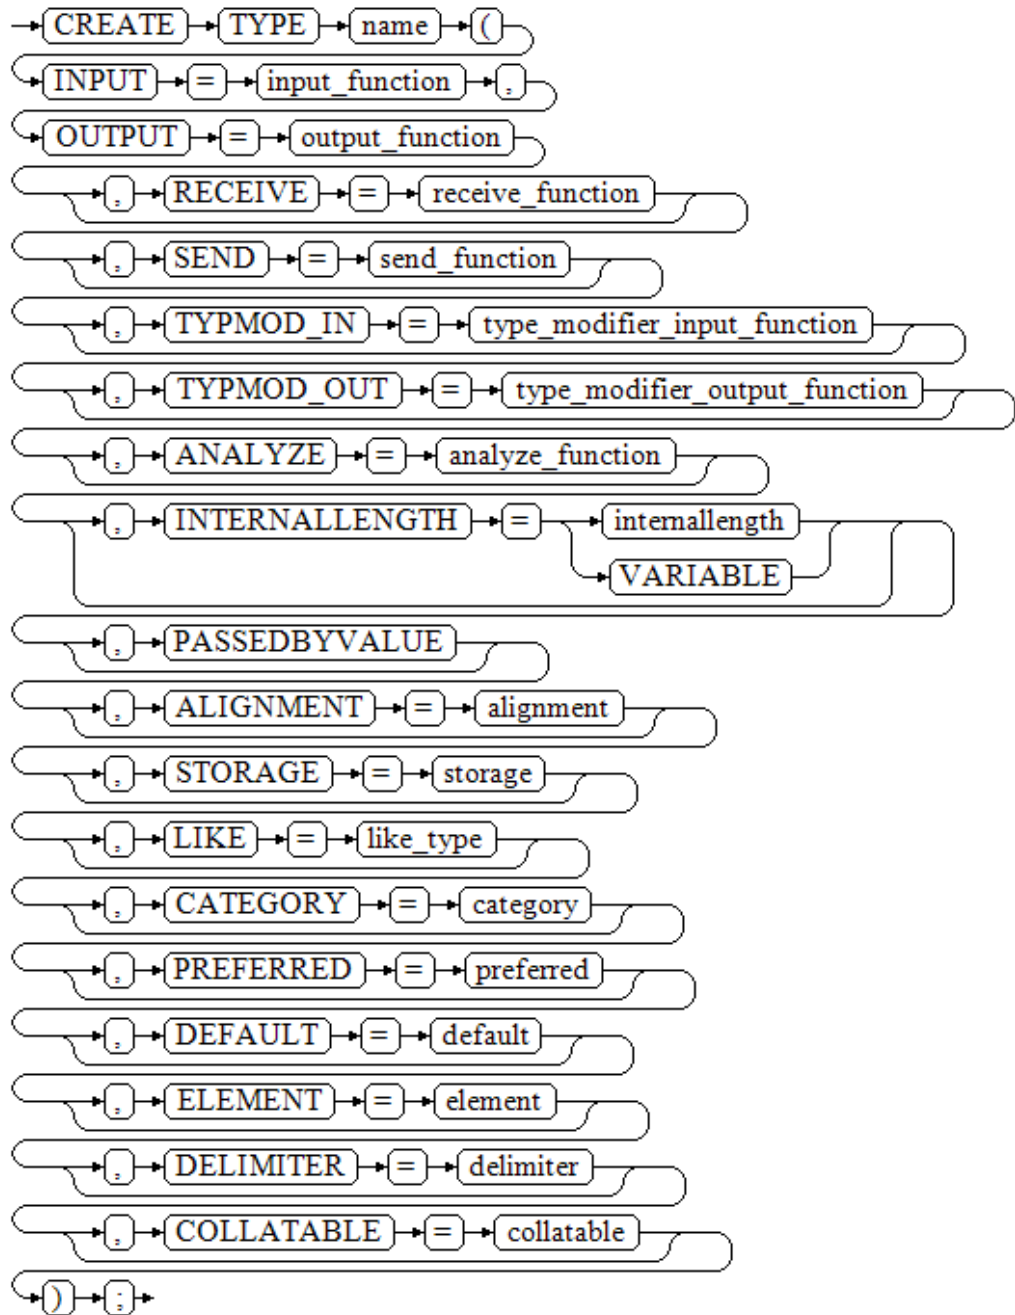 CREATE TYPE name (
INPUT = input_function ,
OUTPUT = output_function
, RECEIVE = receive_function
, SEND = send_function
, TYPMOD_IN = type_modifier_input_function
, TYPMOD_OUT = type_modifier_output_function
, ANALYZE = analyze_function
, INTERNALLENGTH = internallength
VARIABLE
, PASSEDBYVALUE
, ALIGNMENT = alignment
, STORAGE = storage
, LIKE = like_type
, CATEGORY = category
, PREFERRED = preferred
, DEFAULT = default
, ELEMENT = element
, DELIMITER = delimiter
, COLLATABLE = collatable
) ;